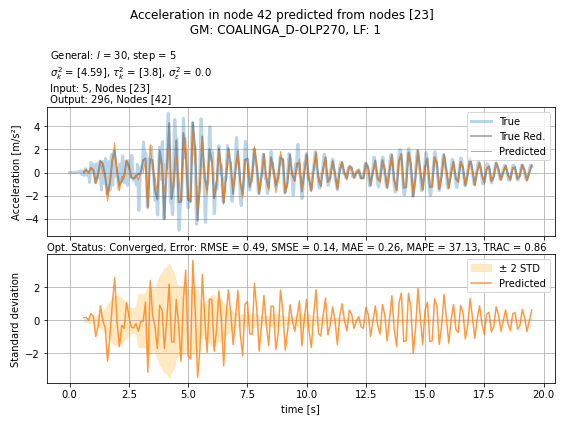 Acceleration in node 42 predicted from nodes [23]
GM: COALINGA_D-OLP270, LF: 1
General: l = 30, step = 5
σ²ₖ = [4.59], τ²ₖ = [3.8], σ²ε = 0.0
Input: 5, Nodes [23]
Output: 296, Nodes [42]
True
True Red.
Predicted
Acceleration [m/s²]
4
2
0
−2
−4
Opt. Status: Converged, Error: RMSE = 0.49, SMSE = 0.14, MAE = 0.26, MAPE = 37.13, TRAC = 0.86
± 2 STD
Predicted
Standard deviation
2
0
−2
0.0 2.5 5.0 7.5 10.0 12.5 15.0 17.5 20.0
time [s]